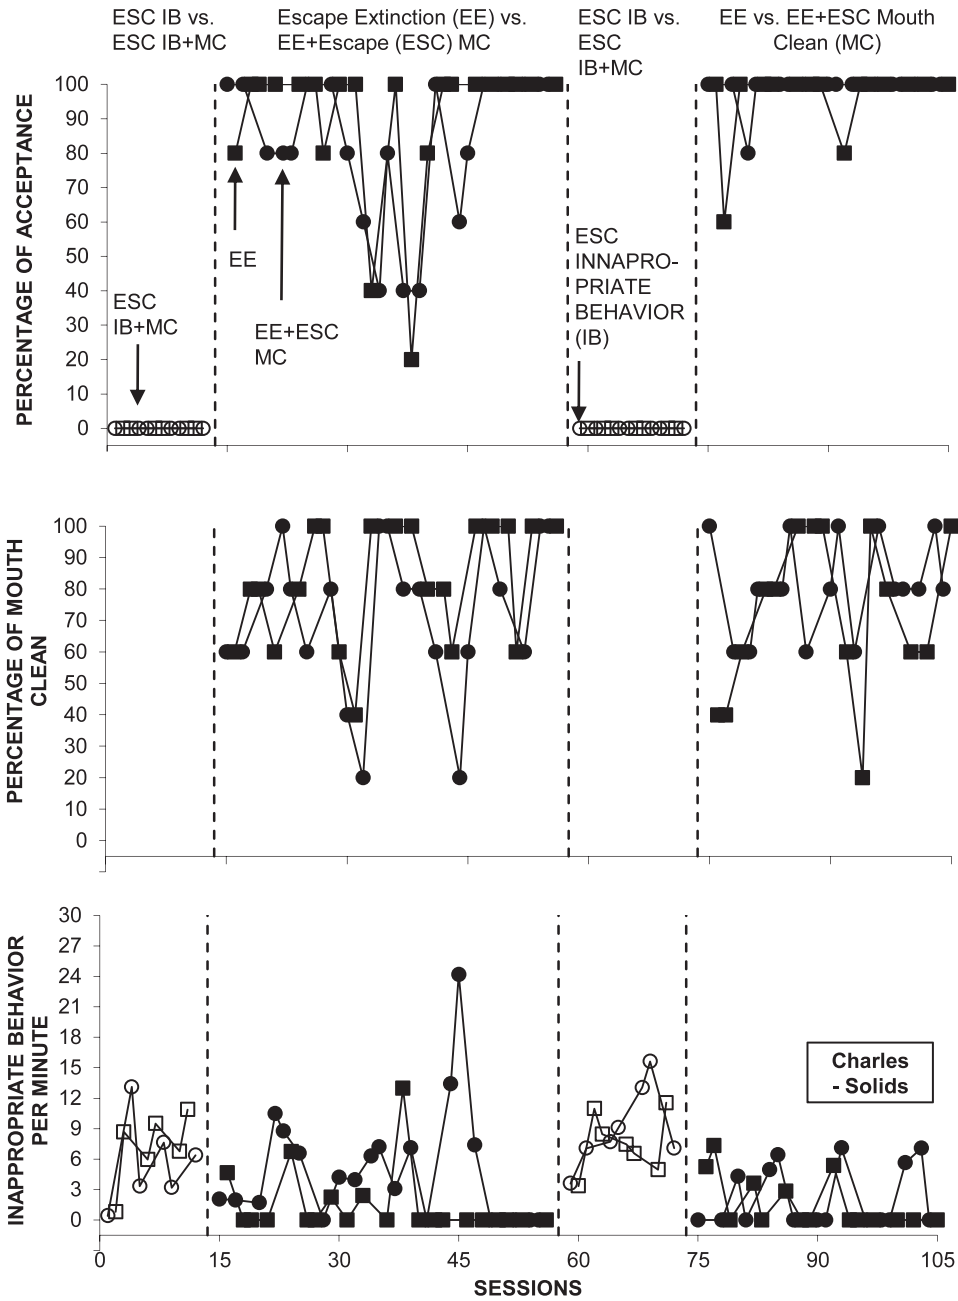 ESC IB vs.
ESC IB+MC
Escape Extinction (EE) vs.
EE+Escape (ESC) MC
ESC IB vs.
ESC
IB+MC
EE vs. EE+ESC Mouth
Clean (MC)
PERCENTAGE OF ACCEPTANCE
100
90
80
70
60
50
40
30
20
10
0
ESC
IB+MC
EE
EE+ESC
MC
ESC
INNAPRO-
PRIATE
BEHAVIOR
(IB)
PERCENTAGE OF MOUTH
CLEAN
100
90
80
70
60
50
40
30
20
10
0
INAPPROPRIATE BEHAVIOR
PER MINUTE
30
27
24
21
18
15
12
9
6
3
0
Charles
- Solids
0 15 30 45 60 75 90 105
SESSIONS